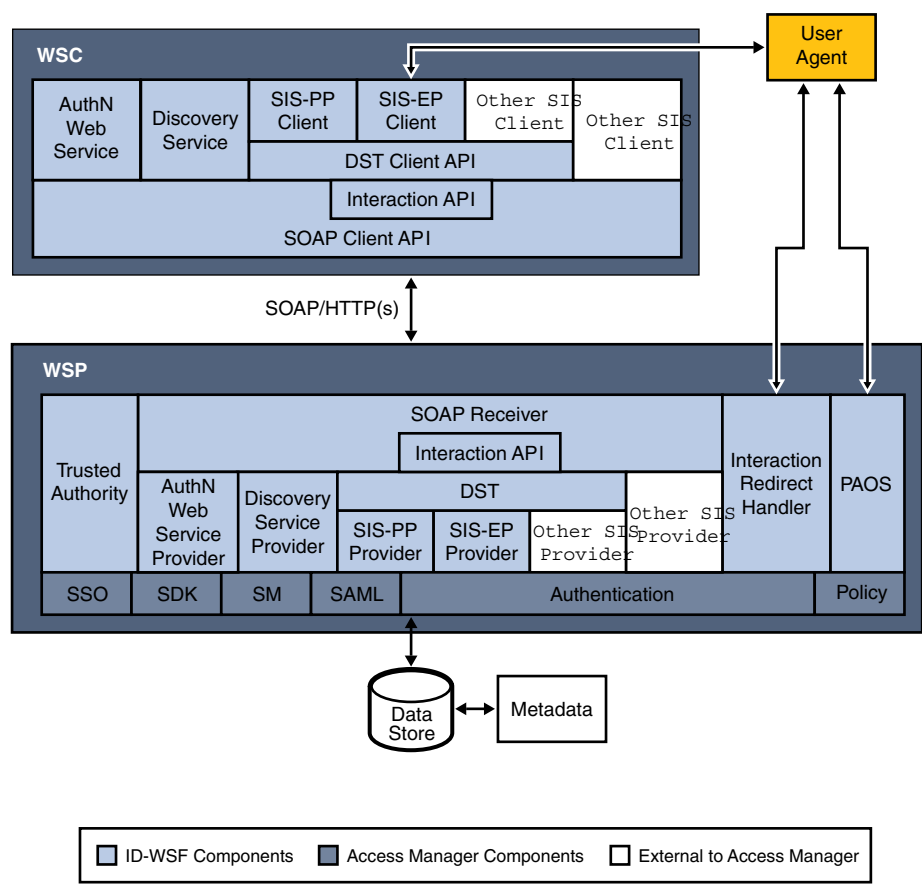 User
Agent
WSC
AuthN
Web
Service
Discovery
Service
SIS-PP
Client
SIS-EP
Client
Other SIS
Client
Other SIS
Client
DST Client API
Interaction API
SOAP Client API
SOAP/HTTP(s)
WSP
Trusted
Authority
SOAP Receiver
Interaction API
AuthN
Web
Service
Provider
Discovery
Service
Provider
DST
SIS-PP
Provider
SIS-EP
Provider
Other SIS
Provider
Other SIS
Provider
Interaction
Redirect
Handler
PAOS
SSO
SDK
SM
SAML
Authentication
Policy
Data
Store
Metadata
ID-WSF Components
Access Manager Components
External to Access Manager